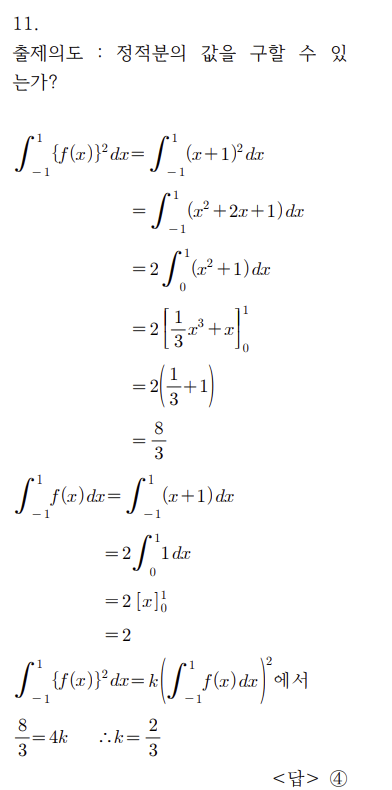 11.
출제의도 : 정적분의 값을 구할 수 있
는가?
∫_{-1}^{1} {f(x)}² dx = ∫_{-1}^{1} (x+1)² dx
= ∫_{-1}^{1} (x²+2x+1) dx
= 2∫_{0}^{1} (x²+1) dx
= 2[1/3 x³+x]_{0}^{1}
= 2(1/3+1)
= 8/3
∫_{-1}^{1} f(x) dx = ∫_{-1}^{1} (x+1) dx
= 2∫_{0}^{1} 1 dx
= 2 [x]_{0}^{1}
= 2
∫_{-1}^{1} {f(x)}² dx = k(∫_{-1}^{1} f(x) dx)² 에서
8/3 = 4k ∴ k = 2/3
<답> ④